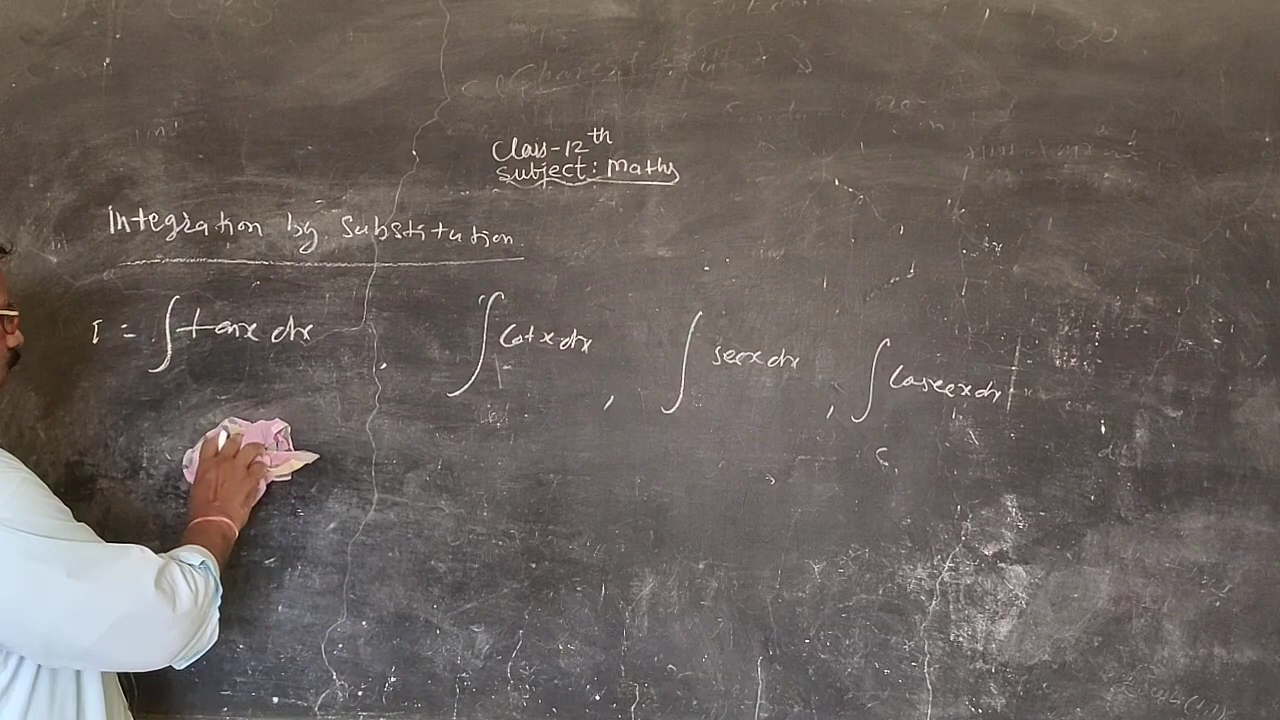 Class-12th
Subject: Maths
Integration by Substitution
I = ∫ tanx dx , ∫ Cotx dx , ∫ secx dx , ∫ Cosecx dx